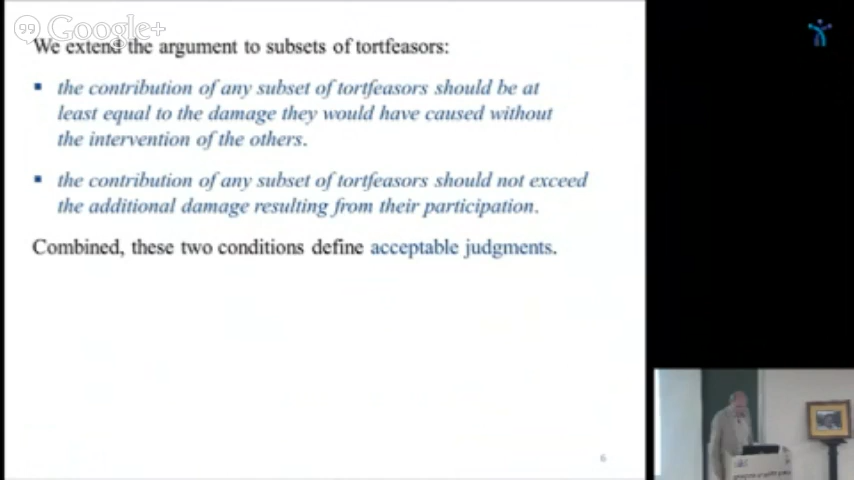 Google+
We extend the argument to subsets of tortfeasors:
▪ the contribution of any subset of tortfeasors should be at
least equal to the damage they would have caused without
the intervention of the others.
▪ the contribution of any subset of tortfeasors should not exceed
the additional damage resulting from their participation.
Combined, these two conditions define acceptable judgments.
6